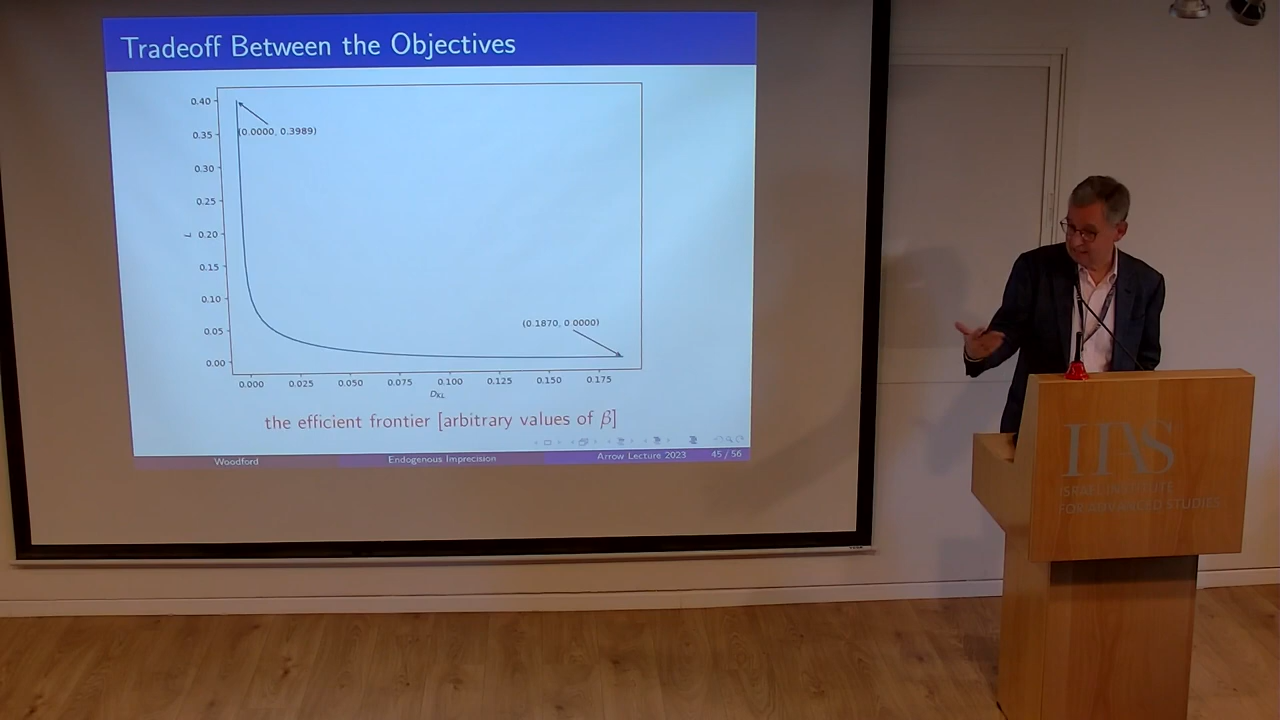 Tradeoff Between the Objectives
0.40
(0.0000, 0.3989)
0.35
0.30
0.25
L 0.20
0.15
0.10
(0.1870, 0.0000)
0.05
0.00
0.000 0.025 0.050 0.075 0.100 0.125 0.150 0.175
D_KL
the efficient frontier [arbitrary values of β]
Woodford Endogenous Imprecision Arrow Lecture 2023 45 / 56
IIAS
ISRAEL INSTITUTE
FOR ADVANCED STUDIES